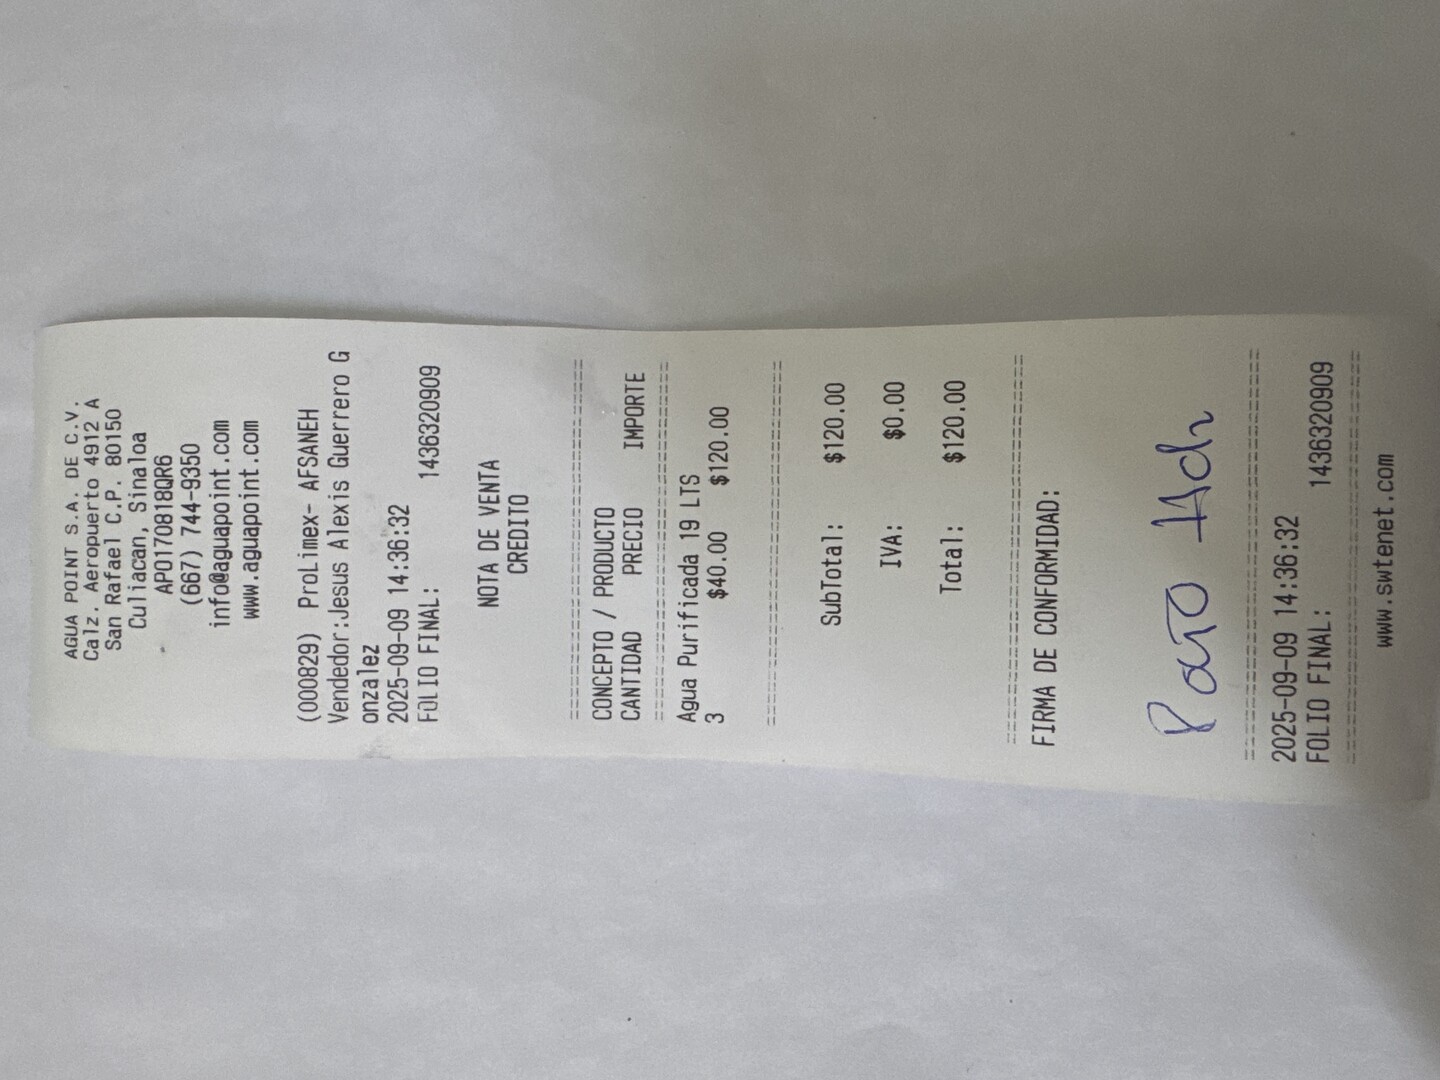 AGUA POINT S.A. DE C.V.
Calz. Aeropuerto 4912 A
San Rafael C.P. 80150
Culiacan, Sinaloa
APO170818QR6
(667) 744-9350
info@aguapoint.com
www.aguapoint.com
(000829) ProLimex- AFSANEH
Vendedor:Jesus Alexis Guerrero G
onzalez
2025-09-09 14:36:32
FOLIO FINAL: 1436320909
NOTA DE VENTA
CREDITO
================================
CONCEPTO / PRODUCTO
CANTIDAD PRECIO IMPORTE
================================
Agua Purificada 19 LTS
3 $40.00 $120.00
================================
SubTotal: $120.00
IVA: $0.00
Total: $120.00
================================
FIRMA DE CONFORMIDAD:
================================
2025-09-09 14:36:32
FOLIO FINAL: 1436320909
================================
www.swtenet.com